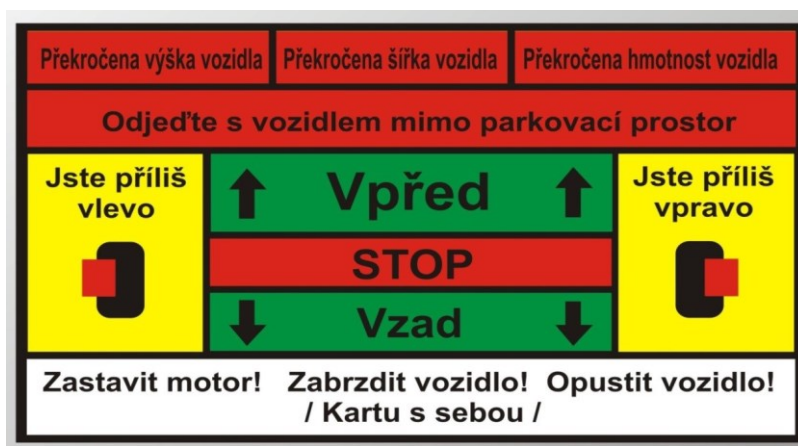 Překročena výška vozidla
Překročena šířka vozidla
Překročena hmotnost vozidla
Odjeďte s vozidlem mimo parkovací prostor
Jste příliš
vlevo
Vpřed
STOP
Vzad
Jste příliš
vpravo
Zastavit motor! Zabrzdit vozidlo! Opustit vozidlo!
/ Kartu s sebou /